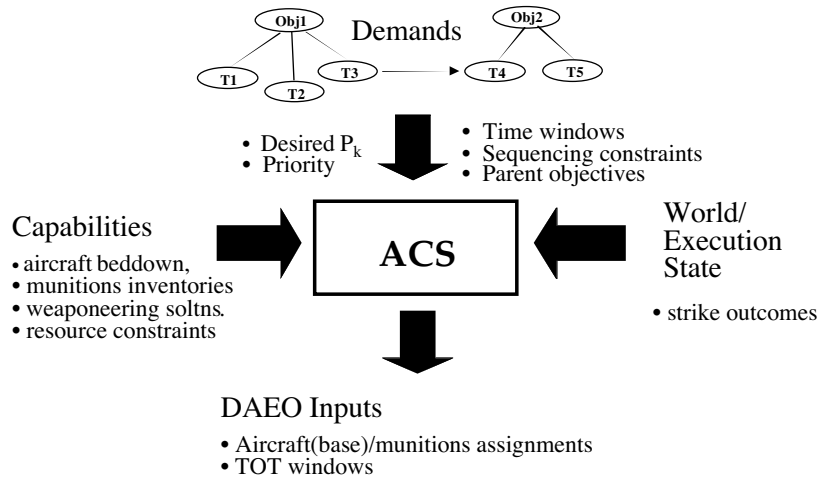 Obj1
Demands
Obj2
T1
T2
T3
T4
T5
• Desired Pk
• Priority
• Time windows
• Sequencing constraints
• Parent objectives
Capabilities
• aircraft beddown,
• munitions inventories
• weaponeering soltns.
• resource constraints
ACS
World/
Execution
State
• strike outcomes
DAEO Inputs
• Aircraft(base)/munitions assignments
• TOT windows